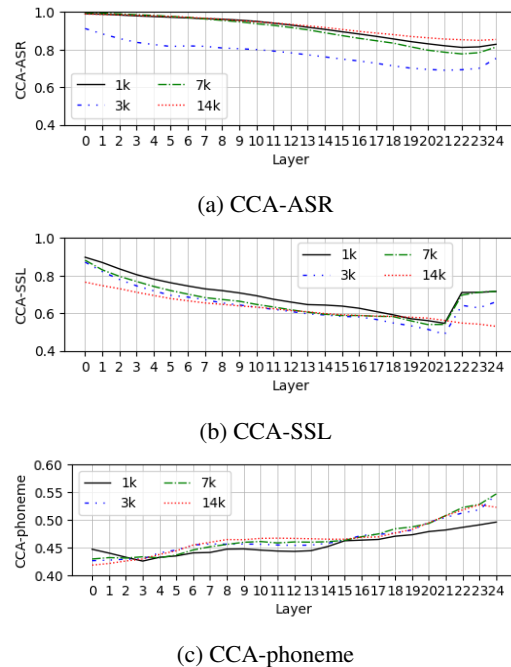 1.0
0.8
0.6
0.4
CCA-ASR
1k 7k
3k 14k
0 1 2 3 4 5 6 7 8 9 10 11 12 13 14 15 16 17 18 19 20 21 22 23 24
Layer
(a) CCA-ASR
1.0
0.8
0.6
0.4
CCA-SSL
1k 7k
3k 14k
0 1 2 3 4 5 6 7 8 9 10 11 12 13 14 15 16 17 18 19 20 21 22 23 24
Layer
(b) CCA-SSL
0.60
0.55
0.50
0.45
0.40
CCA-phoneme
1k 7k
3k 14k
0 1 2 3 4 5 6 7 8 9 10 11 12 13 14 15 16 17 18 19 20 21 22 23 24
Layer
(c) CCA-phoneme